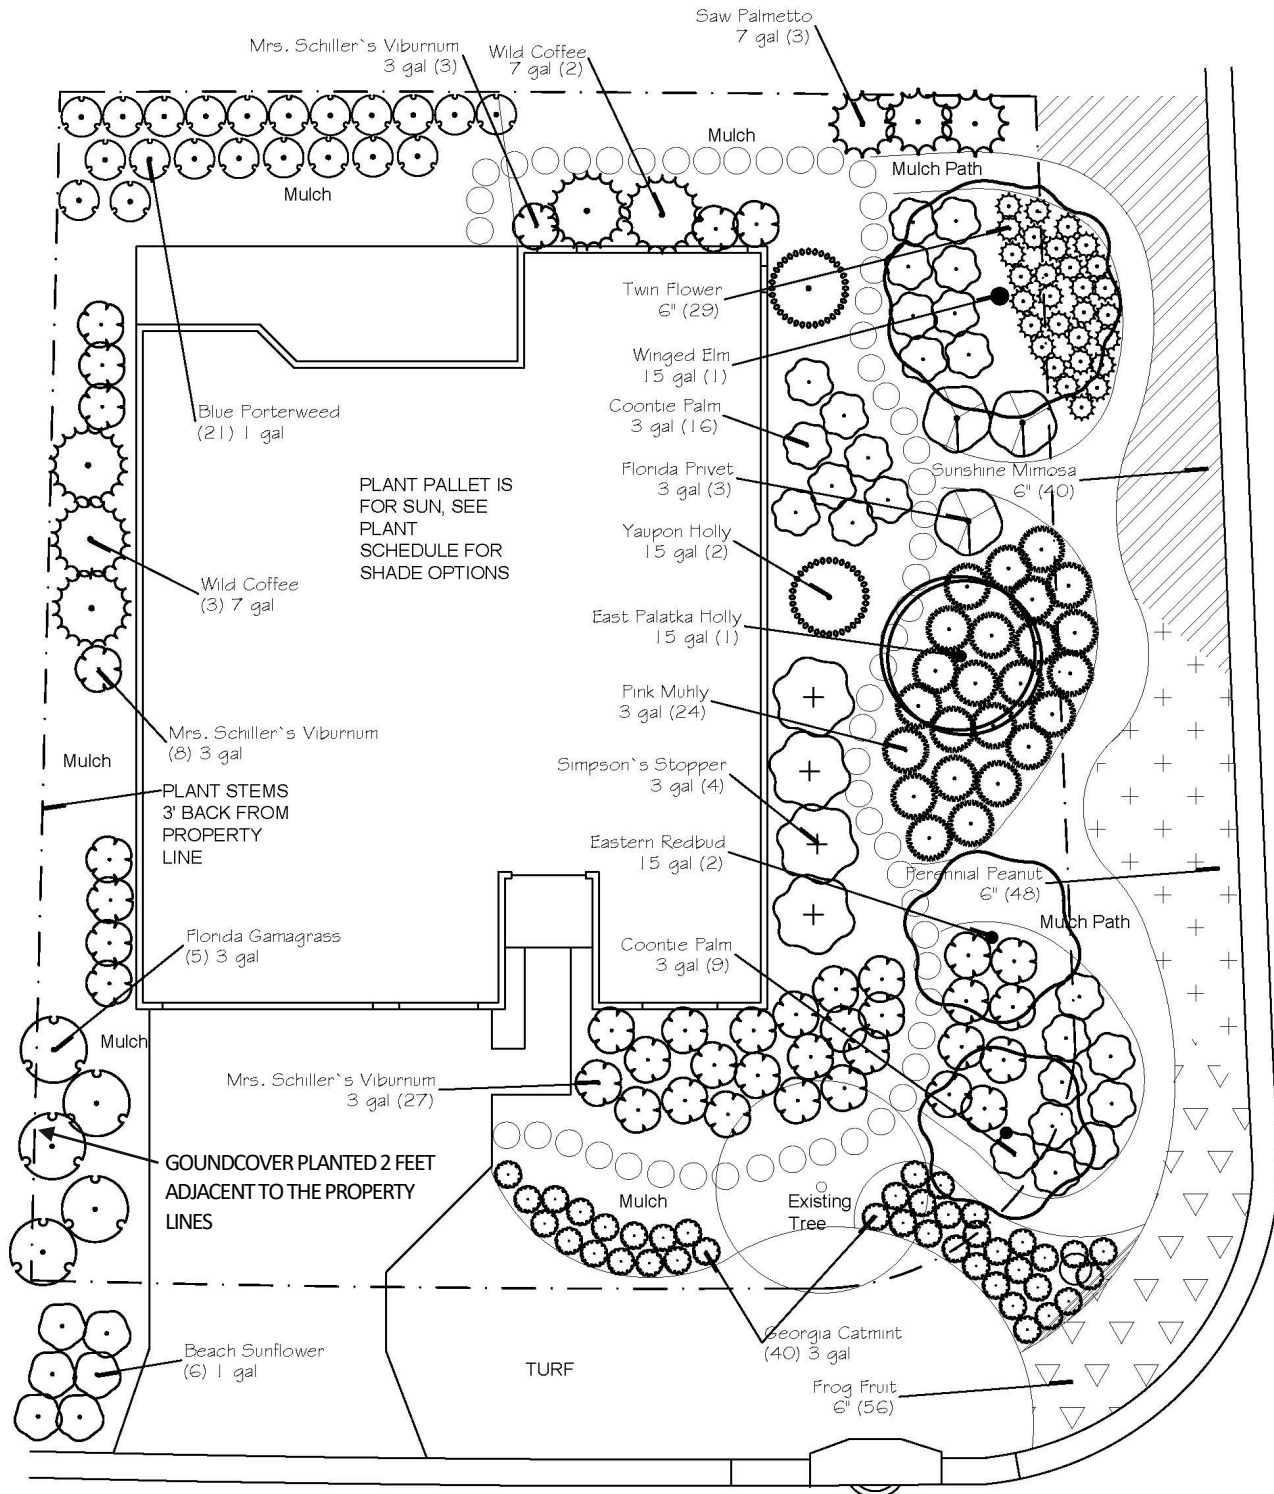 Saw Palmetto
7 gal (3)
Mrs. Schiller`s Viburnum
3 gal (3)
Wild Coffee
7 gal (2)
Mulch
Mulch Path
Mulch
Twin Flower
6" (29)
Winged Elm
15 gal (1)
Blue Porterweed
(21) 1 gal
Coontie Palm
3 gal (16)
Florida Privet
3 gal (3)
Sunshine Mimosa
6" (40)
PLANT PALLET IS
FOR SUN, SEE
PLANT
SCHEDULE FOR
SHADE OPTIONS
Yaupon Holly
15 gal (2)
Wild Coffee
(3) 7 gal
East Palatka Holly
15 gal (1)
Pink Muhly
3 gal (24)
Mrs. Schiller`s Viburnum
(8) 3 gal
Mulch
Simpson`s Stopper
3 gal (4)
PLANT STEMS
3' BACK FROM
PROPERTY
LINE
Eastern Redbud
15 gal (2)
Perennial Peanut
6" (48)
Mulch Path
Florida Gamagrass
(5) 3 gal
Coontie Palm
3 gal (9)
Mulch
Mrs. Schiller`s Viburnum
3 gal (27)
GOUNDCOVER PLANTED 2 FEET
ADJACENT TO THE PROPERTY
LINES
Mulch
Existing
Tree
Georgia Catmint
(40) 3 gal
Beach Sunflower
(6) 1 gal
TURF
Frog Fruit
6" (56)